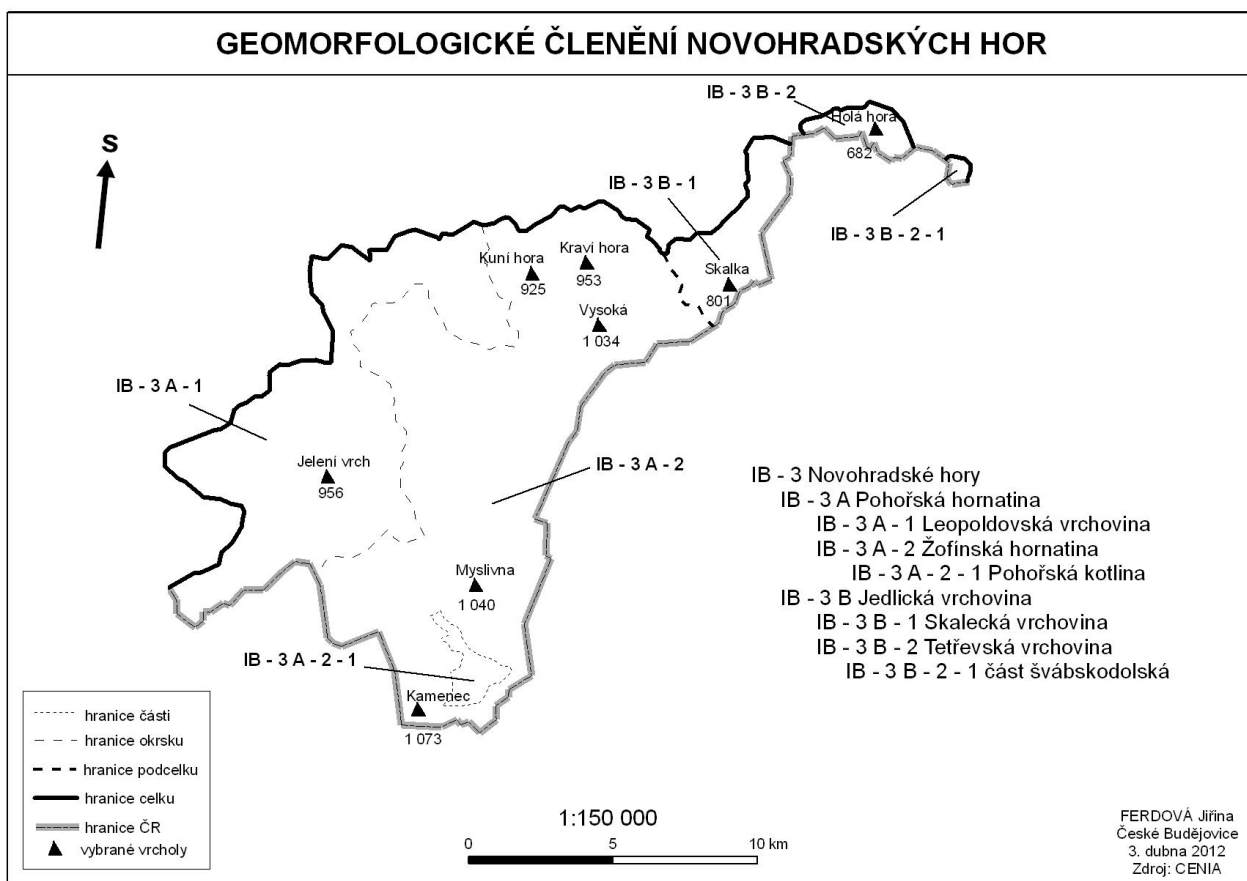 GEOMORFOLOGICKÉ ČLENĚNÍ NOVOHRADSKÝCH HOR
S
IB - 3 B - 2
Holá hora
682
IB - 3 B - 1
IB - 3 B - 2 - 1
Kuní hora
925
Kraví hora
953
Skalka
801
Vysoká
1 034
IB - 3 A - 1
Jelení vrch
956
IB - 3 A - 2
Myslivna
1 040
IB - 3 A - 2 - 1
Kamenec
1 073
IB - 3 Novohradské hory
IB - 3 A Pohořská hornatina
IB - 3 A - 1 Leopoldovská vrchovina
IB - 3 A - 2 Žofínská hornatina
IB - 3 A - 2 - 1 Pohořská kotlina
IB - 3 B Jedlická vrchovina
IB - 3 B - 1 Skalecká vrchovina
IB - 3 B - 2 Tetřevská vrchovina
IB - 3 B - 2 - 1 část švábskodolská
hranice části
hranice okrsku
hranice podcelku
hranice celku
hranice ČR
vybrané vrcholy
1:150 000
0 5 10 km
FERDOVÁ Jiřina
České Budějovice
3. dubna 2012
Zdroj: CENIA